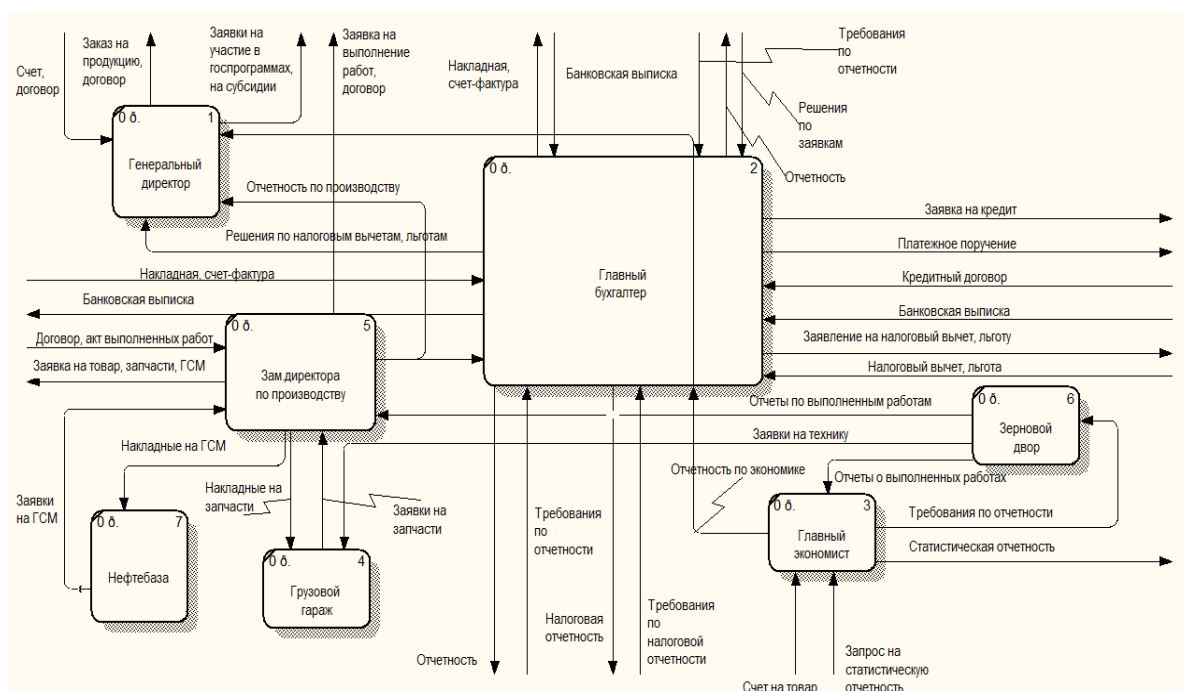 Счет,
договор
Заказ на
продукцию,
договор
Заявки на
участие в
госпрограммах,
на субсидии
Заявка на
выполнение
работ,
договор
Накладная,
счет-фактура
Банковская выписка
Требования
по
отчетности
Решения
по
заявкам
Отчетность
0 ð. 1
Генеральный
директор
0 ð. 2
Главный
бухгалтер
Отчетность по производству
Решения по налоговым вычетам, льготам
Накладная, счет-фактура
Банковская выписка
Договор, акт выполненных работ
Заявка на товар, запчасти, ГСМ
0 ð. 5
Зам.директора
по производству
Заявка на кредит
Платежное поручение
Кредитный договор
Банковская выписка
Заявление на налоговый вычет, льготу
Налоговый вычет, льгота
Отчеты по выполненным работам
Заявки на технику
0 ð. 6
Зерновой
двор
Накладные на ГСМ
Заявки
на ГСМ
Накладные на
запчасти
Заявки на
запчасти
0 ð. 7
Нефтебаза
0 ð. 4
Грузовой
гараж
Отчетность по экономике
Отчеты о выполненных работах
0 ð. 3
Главный
экономист
Требования по отчетности
Статистическая отчетность
Требования
по
отчетности
Отчетность
Налоговая
отчетность
Требования
по
налоговой
отчетности
Счет на товар
Запрос на
статистическую
отчетность